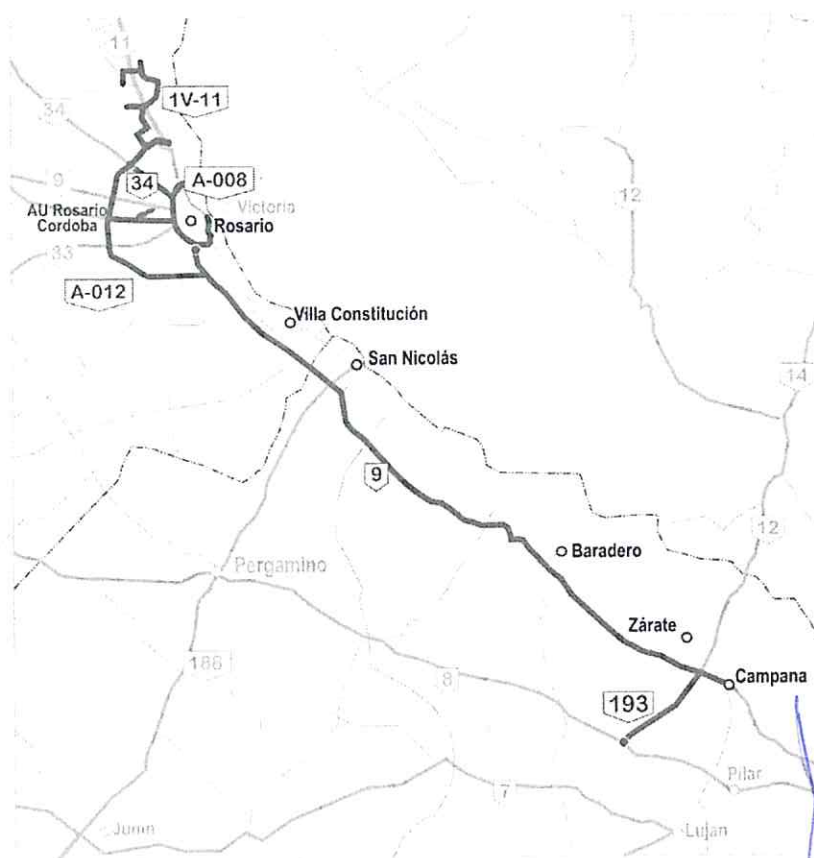 11
1V-11
34
34
A-008
12
9
Victoria
AU Rosario
Cordoba
Rosario
33
A-012
Villa Constitución
San Nicolás
14
9
12
Baradero
Pergamino
Zárate
188
8
193
Campana
Pilar
7
Junin
Lujan